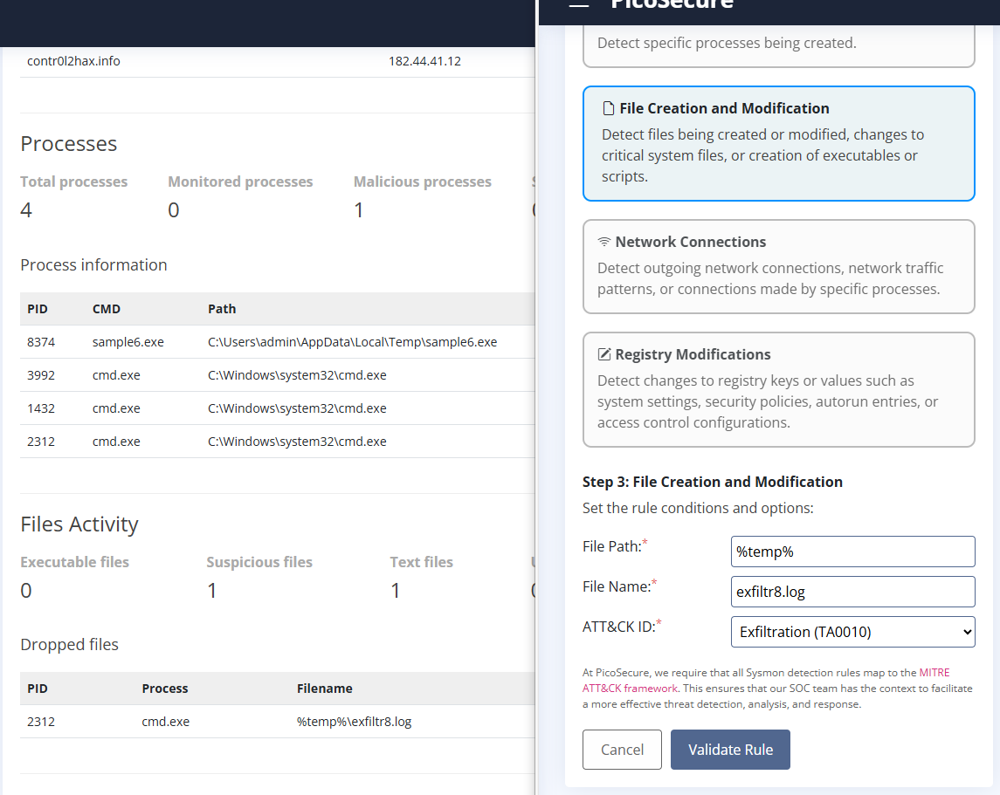 contr0l2hax.info 182.44.41.12
Processes
Total processes Monitored processes Malicious processes
4 0 1
Process information
PID CMD Path
8374 sample6.exe C:\Users\admin\AppData\Local\Temp\sample6.exe
3992 cmd.exe C:\Windows\system32\cmd.exe
1432 cmd.exe C:\Windows\system32\cmd.exe
2312 cmd.exe C:\Windows\system32\cmd.exe
Files Activity
Executable files Suspicious files Text files
0 1 1
Dropped files
PID Process Filename
2312 cmd.exe %temp%\exfiltr8.log
PicoSecure
Detect specific processes being created.
File Creation and Modification
Detect files being created or modified, changes to
critical system files, or creation of executables or
scripts.
Network Connections
Detect outgoing network connections, network traffic
patterns, or connections made by specific processes.
Registry Modifications
Detect changes to registry keys or values such as
system settings, security policies, autorun entries, or
access control configurations.
Step 3: File Creation and Modification
Set the rule conditions and options:
File Path:* %temp%
File Name:* exfiltr8.log
ATT&CK ID:* Exfiltration (TA0010)
At PicoSecure, we require that all Sysmon detection rules map to the MITRE
ATT&CK framework. This ensures that our SOC team has the context to facilitate
a more effective threat detection, analysis, and response.
Cancel Validate Rule